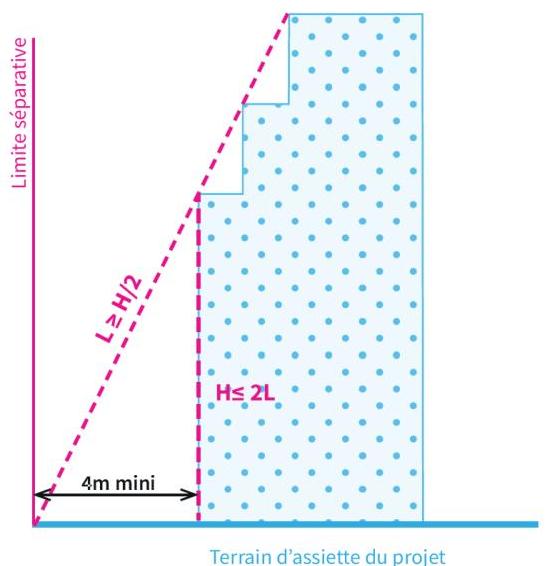 Limite séparative
L ≥ H/2
H≤ 2L
4m mini
Terrain d'assiette du projet